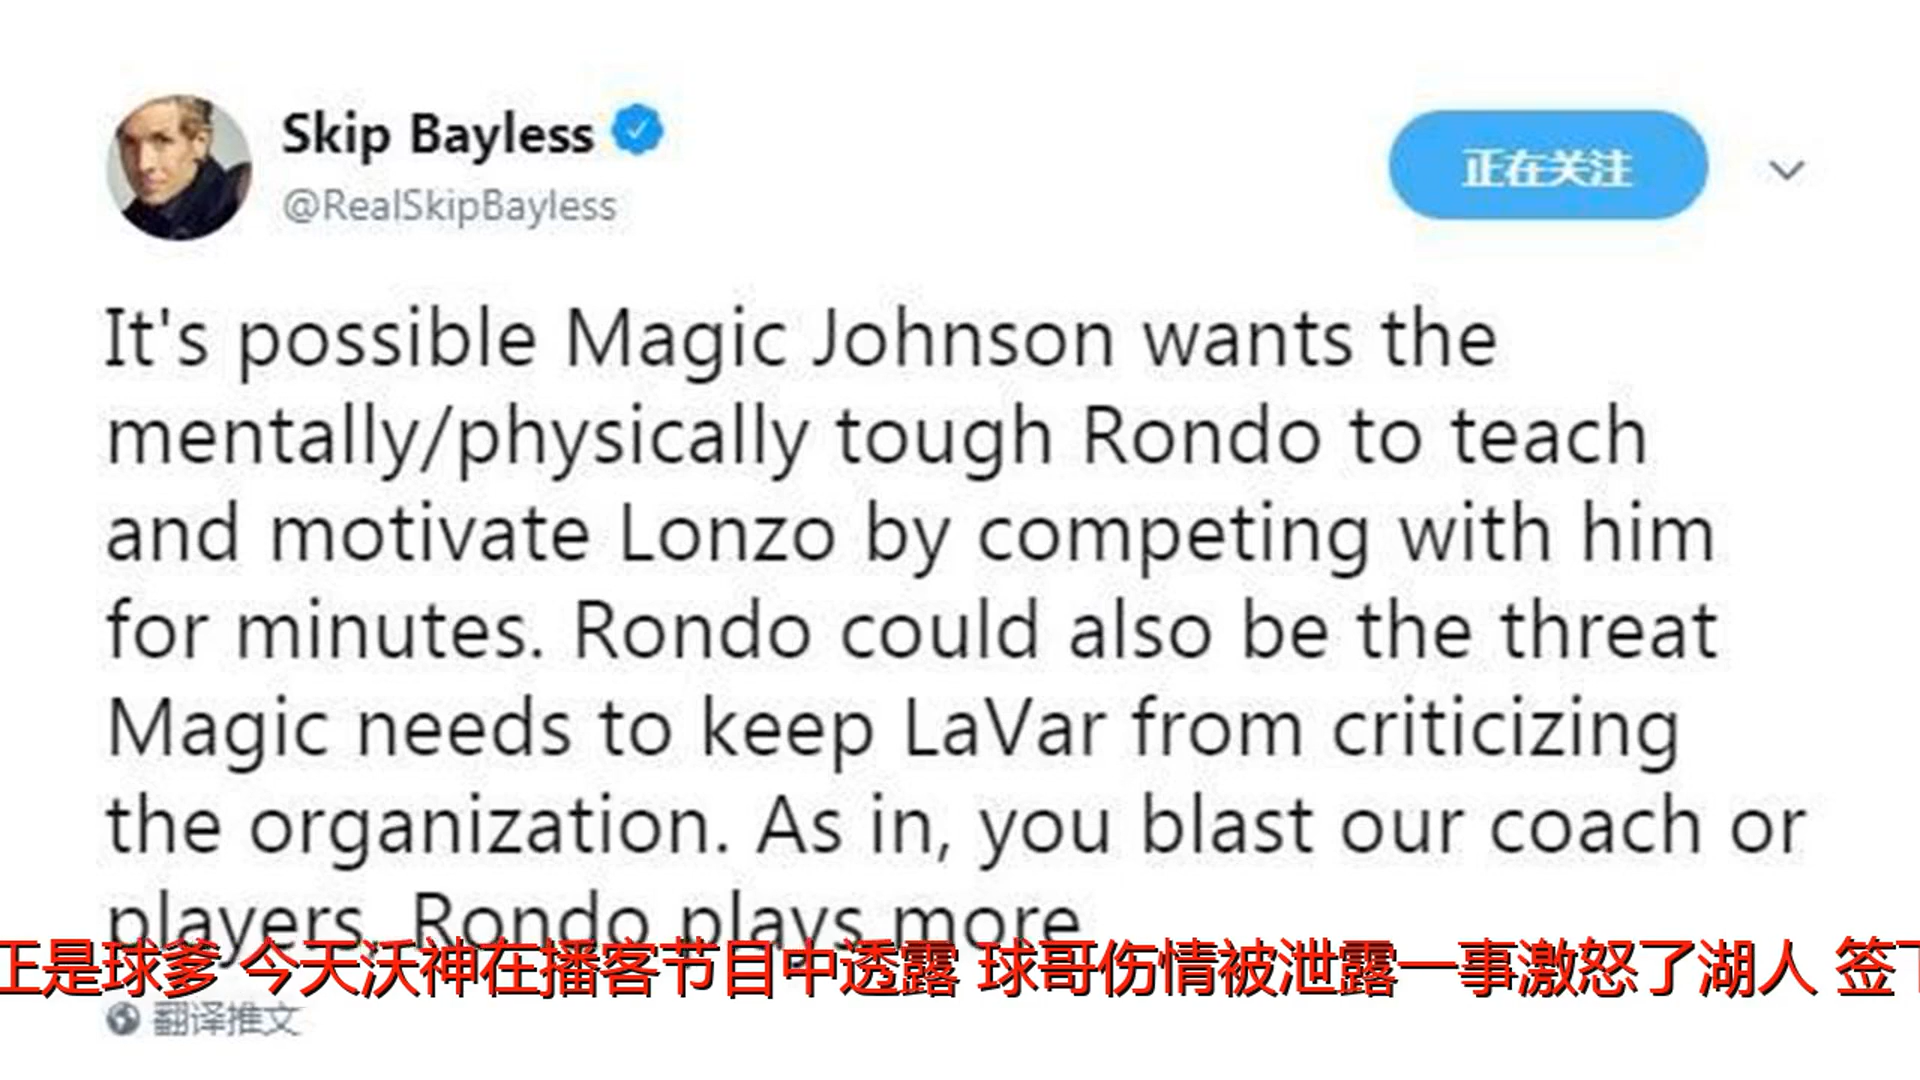 Skip Bayless
@RealSkipBayless
正在关注
It's possible Magic Johnson wants the
mentally/physically tough Rondo to teach
and motivate Lonzo by competing with him
for minutes. Rondo could also be the threat
Magic needs to keep LaVar from criticizing
the organization. As in, you blast our coach or
players, Rondo plays more
正是球爹 今天沃神在播客节目中透露 球哥伤情被泄露一事激怒了湖人 签下
翻译推文